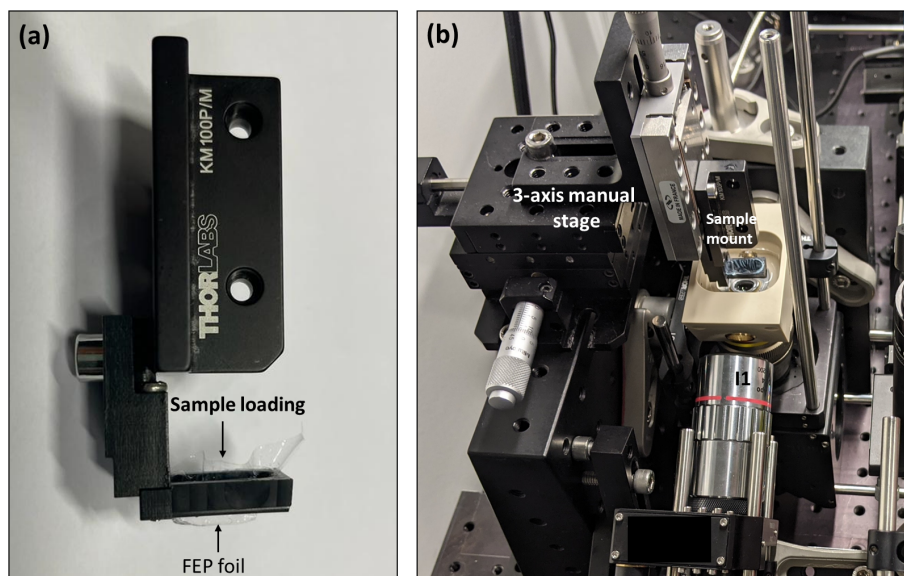 (a)
KM100P/M
THORLABS
Sample loading
FEP foil
(b)
3-axis manual
stage
Sample
mount
I1